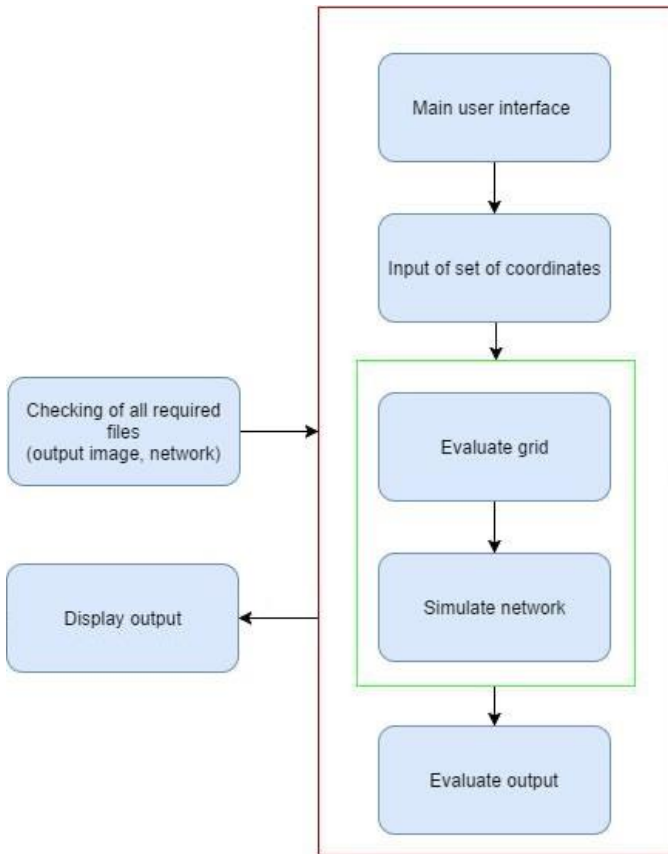 Main user interface
Input of set of coordinates
Checking of all required
files
(output image, network)
Evaluate grid
Display output
Simulate network
Evaluate output